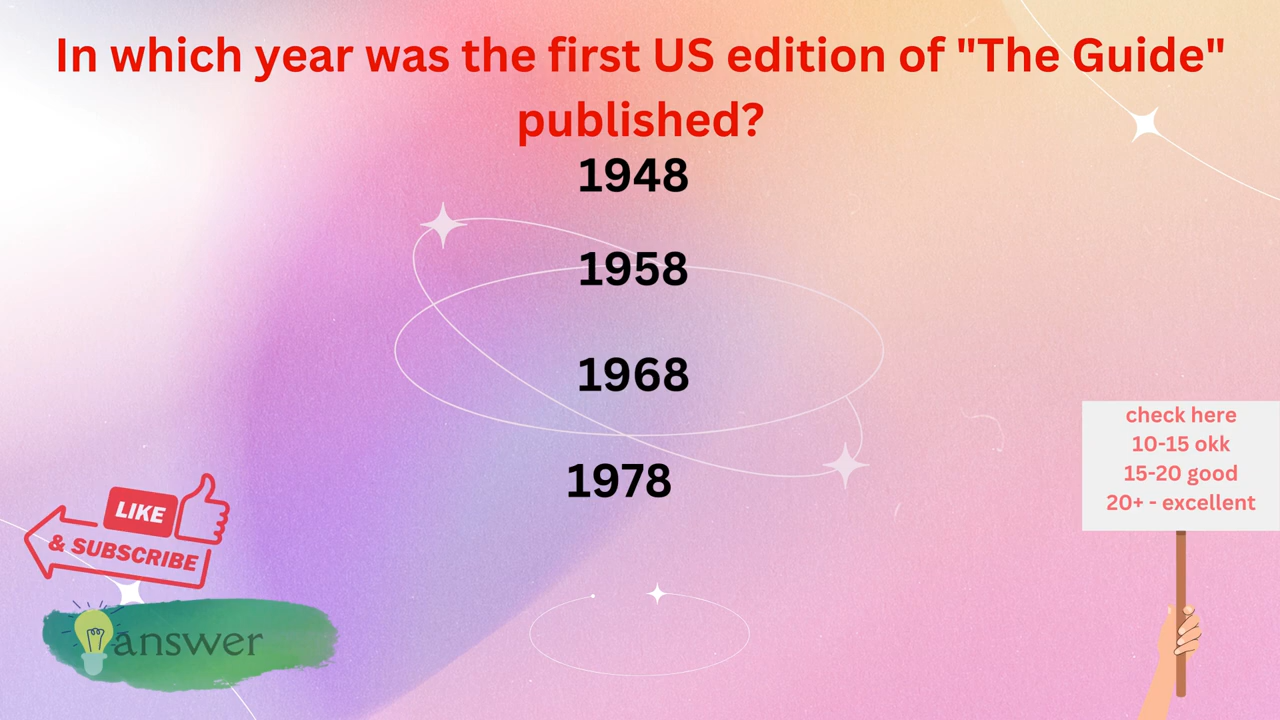 In which year was the first US edition of "The Guide"
published?
1948
1958
1968
1978
check here
10-15 okk
15-20 good
20+ - excellent
LIKE
& SUBSCRIBE
answer